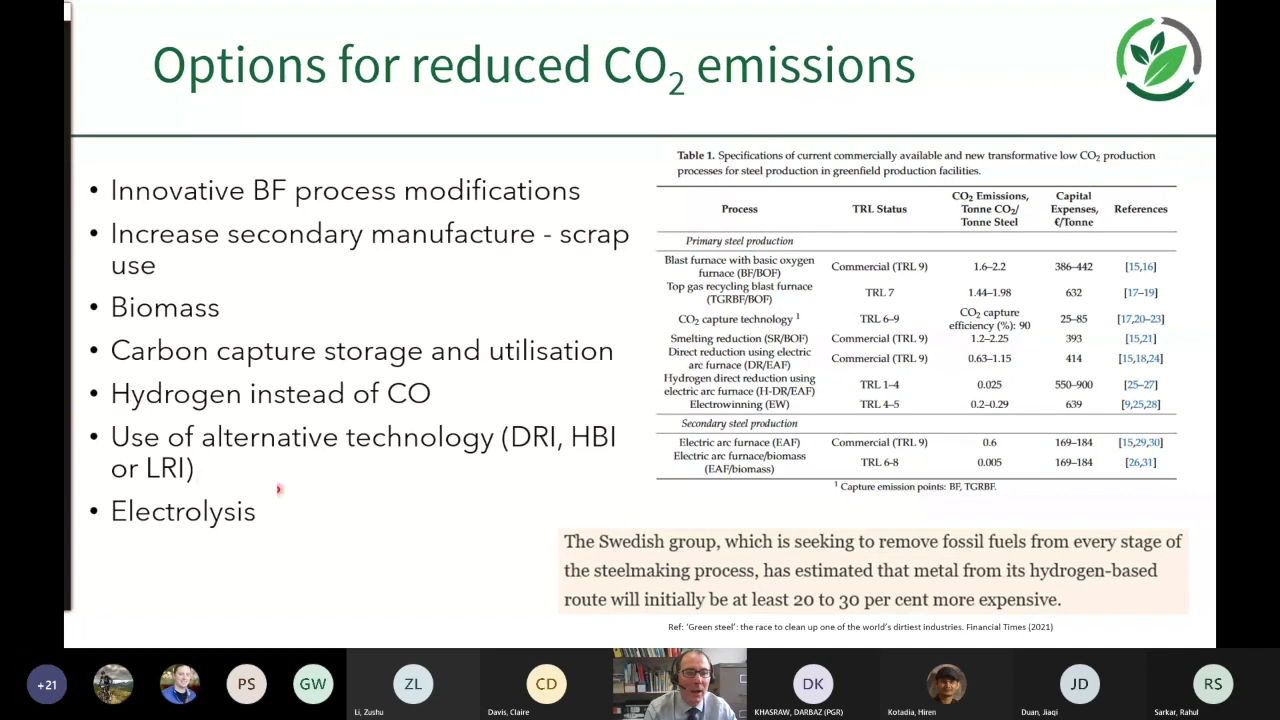 Options for reduced CO2 emissions
• Innovative BF process modifications
• Increase secondary manufacture - scrap
use
• Biomass
• Carbon capture storage and utilisation
• Hydrogen instead of CO
• Use of alternative technology (DRI, HBI
or LRI)
• Electrolysis
Table 1. Specifications of current commercially available and new transformative low CO2 production
processes for steel production in greenfield production facilities.
Process TRL Status CO2 Emissions, Tonne CO2/ Tonne Steel Capital Expenses, €/Tonne References
Primary steel production
Blast furnace with basic oxygen furnace (BF/BOF) Commercial (TRL 9) 1.6–2.2 386–442 [15,16]
Top gas recycling blast furnace (TGRBF/BOF) TRL 7 1.44–1.98 632 [17–19]
CO2 capture technology 1 TRL 6–9 CO2 capture efficiency (%): 90 25–85 [17,20–23]
Smelting reduction (SR/BOF) Commercial (TRL 9) 1.2–2.25 393 [15,21]
Direct reduction using electric arc furnace (DR/EAF) Commercial (TRL 9) 0.63–1.15 414 [15,18,24]
Hydrogen direct reduction using electric arc furnace (H-DR/EAF) TRL 1–4 0.025 550–900 [25–27]
Electrowinning (EW) TRL 4–5 0.2–0.29 639 [9,25,28]
Secondary steel production
Electric arc furnace (EAF) Commercial (TRL 9) 0.6 169–184 [15,29,30]
Electric arc furnace/biomass (EAF/biomass) TRL 6-8 0.005 169–184 [26,31]
1 Capture emission points: BF, TGRBF.
The Swedish group, which is seeking to remove fossil fuels from every stage of
the steelmaking process, has estimated that metal from its hydrogen-based
route will initially be at least 20 to 30 per cent more expensive.
Ref: 'Green steel': the race to clean up one of the world's dirtiest industries. Financial Times (2021)
+21
PS
GW
ZL
Li, Zushu
CD
Davis, Claire
DK
KHASRAW, DARBAZ (PGR)
Kotadia, Hiren
JD
Duan, Jiaqi
RS
Sarkar, Rahul